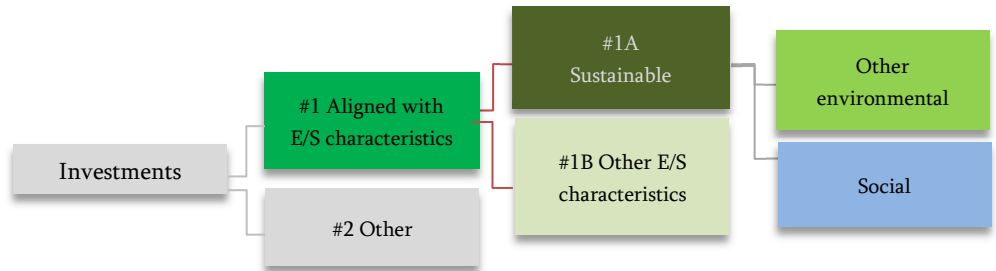 Investments
#1 Aligned with
E/S characteristics
#2 Other
#1A
Sustainable
#1B Other E/S
characteristics
Other
environmental
Social